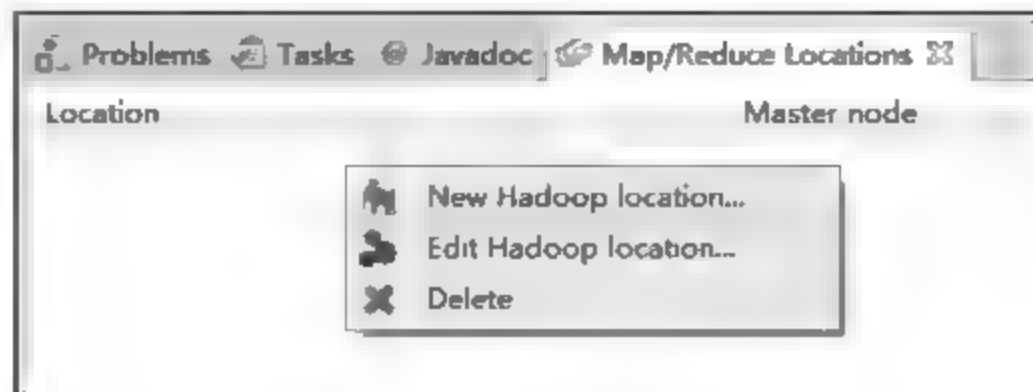 Problems Tasks Javadoc Map/Reduce Locations
Location Master node
New Hadoop location...
Edit Hadoop location...
Delete